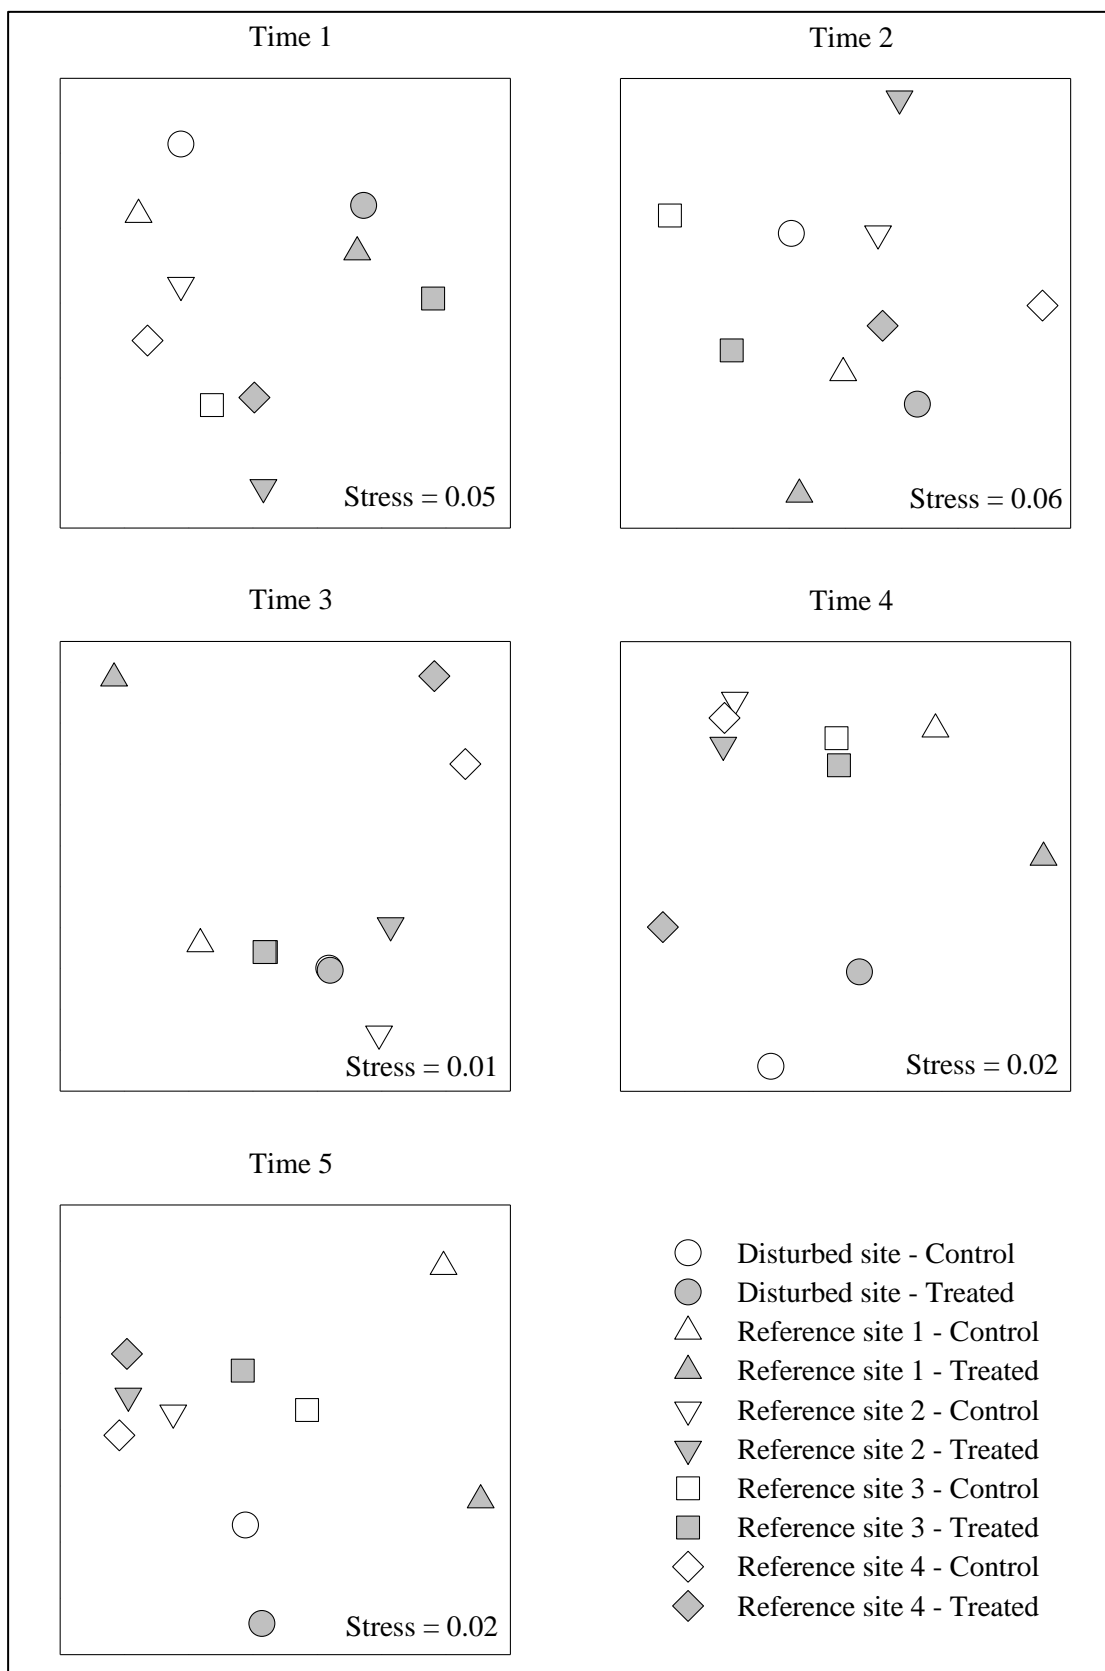 Time 1
Time 2
Stress = 0.05
Stress = 0.06
Time 3
Time 4
Stress = 0.01
Stress = 0.02
Time 5
Stress = 0.02
Disturbed site - Control
Disturbed site - Treated
Reference site 1 - Control
Reference site 1 - Treated
Reference site 2 - Control
Reference site 2 - Treated
Reference site 3 - Control
Reference site 3 - Treated
Reference site 4 - Control
Reference site 4 - Treated